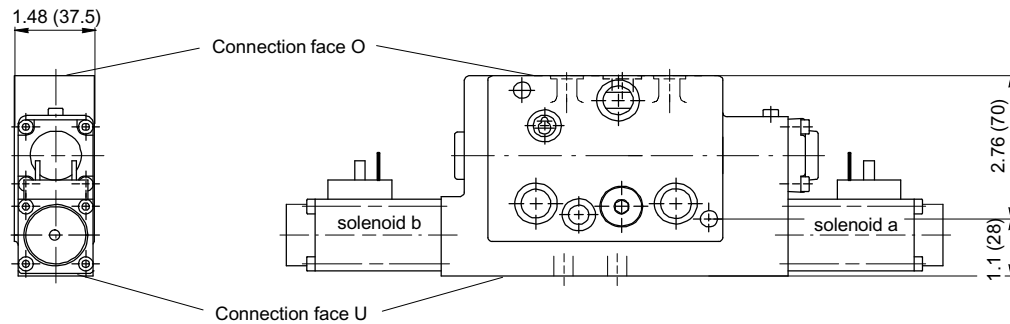 1.48 (37.5)
Connection face O
2.76 (70)
solenoid b
solenoid a
1.1 (28)
Connection face U